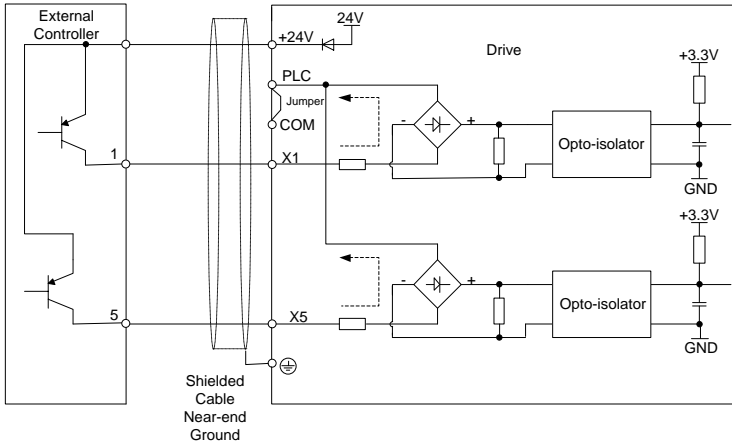 External
Controller
24V
+24V
Drive
+3.3V
PLC
Jumper
COM
- +
1
X1
Opto-isolator
GND
+3.3V
- +
5
X5
Opto-isolator
GND
Shielded
Cable
Near-end
Ground